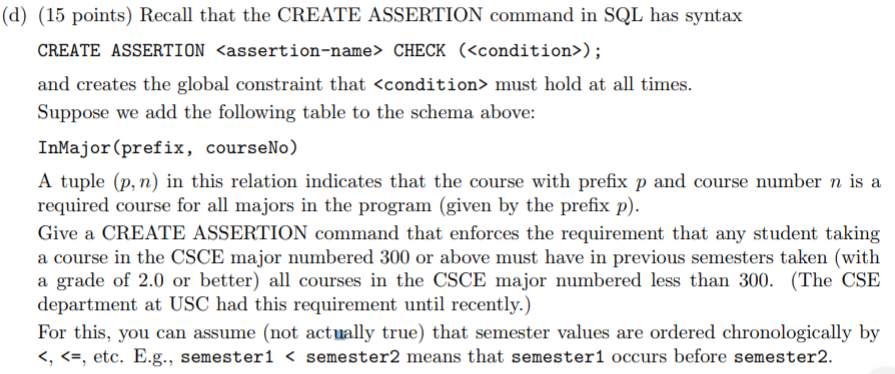 (d) (15 points) Recall that the CREATE ASSERTION command in SQL has syntax
CREATE ASSERTION <assertion-name> CHECK (<condition>);
and creates the global constraint that <condition> must hold at all times.
Suppose we add the following table to the schema above:
InMajor(prefix, courseNo)
A tuple (p, n) in this relation indicates that the course with prefix p and course number n is a
required course for all majors in the program (given by the prefix p).
Give a CREATE ASSERTION command that enforces the requirement that any student taking
a course in the CSCE major numbered 300 or above must have in previous semesters taken (with
a grade of 2.0 or better) all courses in the CSCE major numbered less than 300. (The CSE
department at USC had this requirement until recently.)
For this, you can assume (not actually true) that semester values are ordered chronologically by
<, <=, etc. E.g., semester1 < semester2 means that semester1 occurs before semester2.